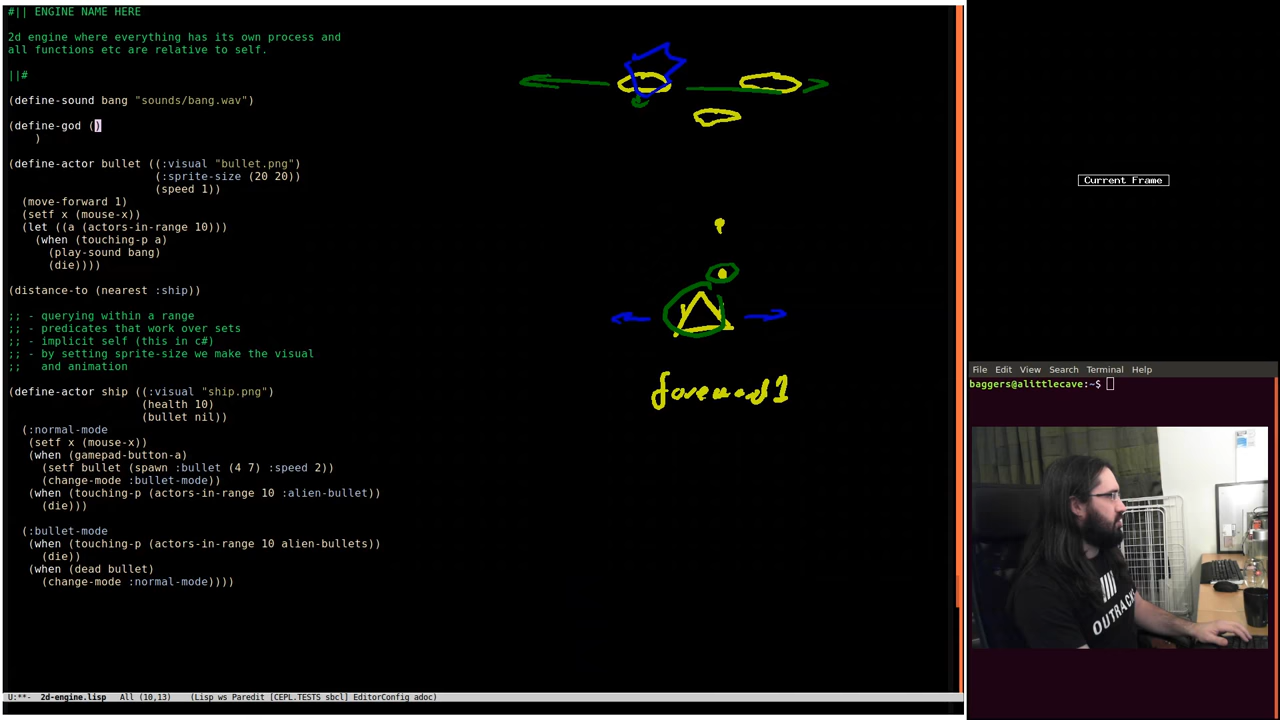 #|| ENGINE NAME HERE
2d engine where everything has its own process and
all functions etc are relative to self.
||#
(define-sound bang "sounds/bang.wav")
(define-god ()
)
(define-actor bullet ((:visual "bullet.png")
(:sprite-size (20 20))
(speed 1))
(move-forward 1)
(setf x (mouse-x))
(let ((a (actors-in-range 10)))
(when (touching-p a)
(play-sound bang)
(die))))
(distance-to (nearest :ship))
;; - querying within a range
;; - predicates that work over sets
;; - implicit self (this in c#)
;; - by setting sprite-size we make the visual
;;   and animation
(define-actor ship ((:visual "ship.png")
(health 10)
(bullet nil))
(:normal-mode
(setf x (mouse-x))
(when (gamepad-button-a)
(setf bullet (spawn :bullet (4 7) :speed 2))
(change-mode :bullet-mode))
(when (touching-p (actors-in-range 10 :alien-bullet))
(die)))
(:bullet-mode
(when (touching-p (actors-in-range 10 alien-bullets))
(die))
(when (dead bullet)
(change-mode :normal-mode))))
U:**-  2d-engine.lisp   All (10,13)    (Lisp ws Paredit [CEPL.TESTS sbcl] EditorConfig adoc)
Current Frame
File Edit View Search Terminal Help
baggers@alittlecave:~$
OUTRACKS